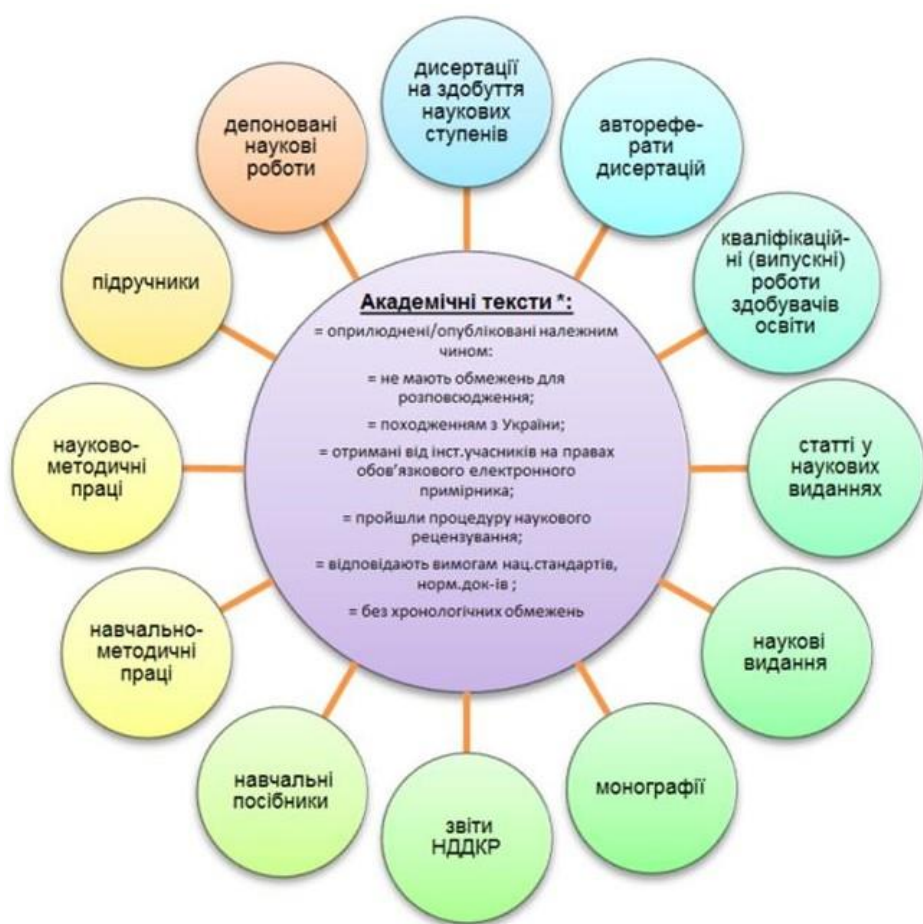 дисертації
на здобуття
наукових
ступенів
авторефе-
рати
дисертацій
кваліфікацій-
ні (випускні)
роботи
здобувачів
освіти
статті у
наукових
виданнях
наукові
видання
монографії
звіти
НДДКР
навчальні
посібники
навчально-
методичні
праці
науково-
методичні
праці
підручники
депоновані
наукові
роботи
Академічні тексти *:
= оприлюднені/опубліковані належним
чином:
= не мають обмежень для
розповсюдження;
= походженням з України;
= отримані від інст.учасників на правах
обов’язкового електронного
примірника;
= пройшли процедуру наукового
рецензування;
= відповідають вимогам нац.стандартів,
норм.док-ів ;
= без хронологічних обмежень